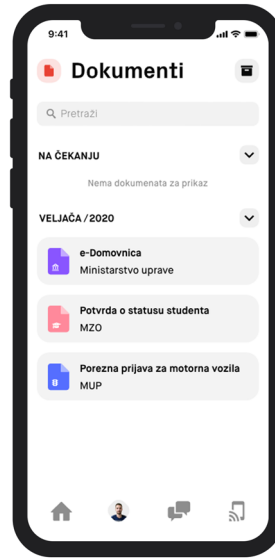 9:41
Dokumenti
Pretraži
NA ČEKANJU
Nema dokumenata za prikaz
VELJAČA /2020
e-Domovnica
Ministarstvo uprave
Potvrda o statusu studenta
MZO
Porezna prijava za motorna vozila
MUP